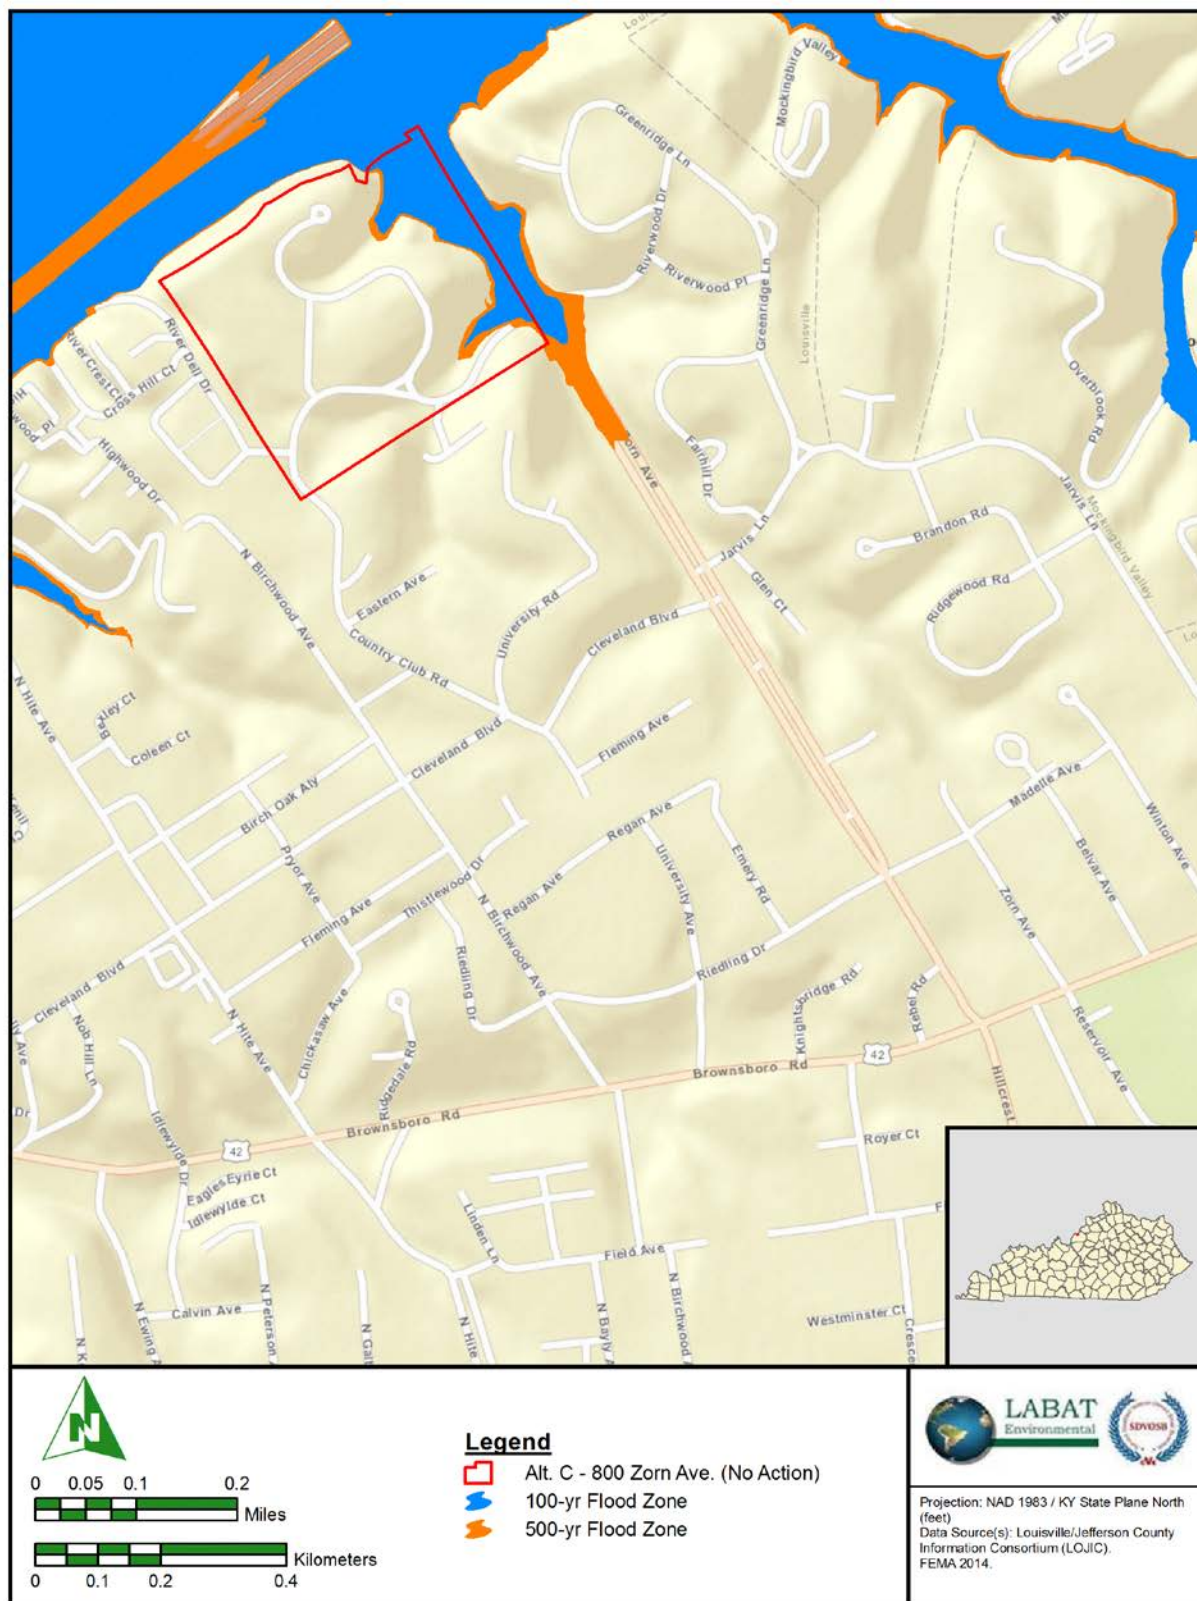 Mockingbird Valley
Greenridge Ln
Riverwood Dr
Riverwood Pl
Greenridge Ln
Louisville
River Dell Dr
River Crest Ct
Cross Hill Ct
wood Pl
Highwood Dr
Overbrook Rd
Fairhill Dr
orn Ave
Jarvis Ln
Jarvis Ln
Mockingbird Valley
Brandon Rd
Ridgewood Rd
Glen Ct
N Birchwood Ave
Eastern Ave
University Rd
Cleveland Blvd
Country Club Rd
N Hite Ave
Coleen Ct
Fleming Ave
Cleveland Blvd
Birch Oak Aly
Regan Ave
Madelle Ave
Winton Ave
Belvar Ave
Pryor Ave
Thistlewood Dr
Emery Rd
University Ave
Regan Ave
N Birchwood Ave
Fleming Ave
Zorn Ave
Riedling Dr
Riedling Dr
Cleveland Blvd
Knightsbridge Rd
Rebel Rd
Reservoir Ave
Nob Hill Ln
N Hite Ave
Chickasaw Ave
Ridgedale Rd
42
Brownsboro Rd
Hillcrest
Dr
Idlewylde Dr
Brownsboro Rd
42
Royer Ct
Eagles Eyrie Ct
Idlewylde Ct
Linden Ln
Field Ave
Calvin Ave
N Ewing A
N Peterson A
N Galt
N Hite
N Bayly A
N Birchwood A
Westminster Ct
Cresce
N
0 0.05 0.1 0.2
Miles
Kilometers
0 0.1 0.2 0.4
Legend
Alt. C - 800 Zorn Ave. (No Action)
100-yr Flood Zone
500-yr Flood Zone
LABAT
Environmental
SDVOSB
Projection: NAD 1983 / KY State Plane North
(feet)
Data Source(s): Louisville/Jefferson County
Information Consortium (LOJIC).
FEMA 2014.